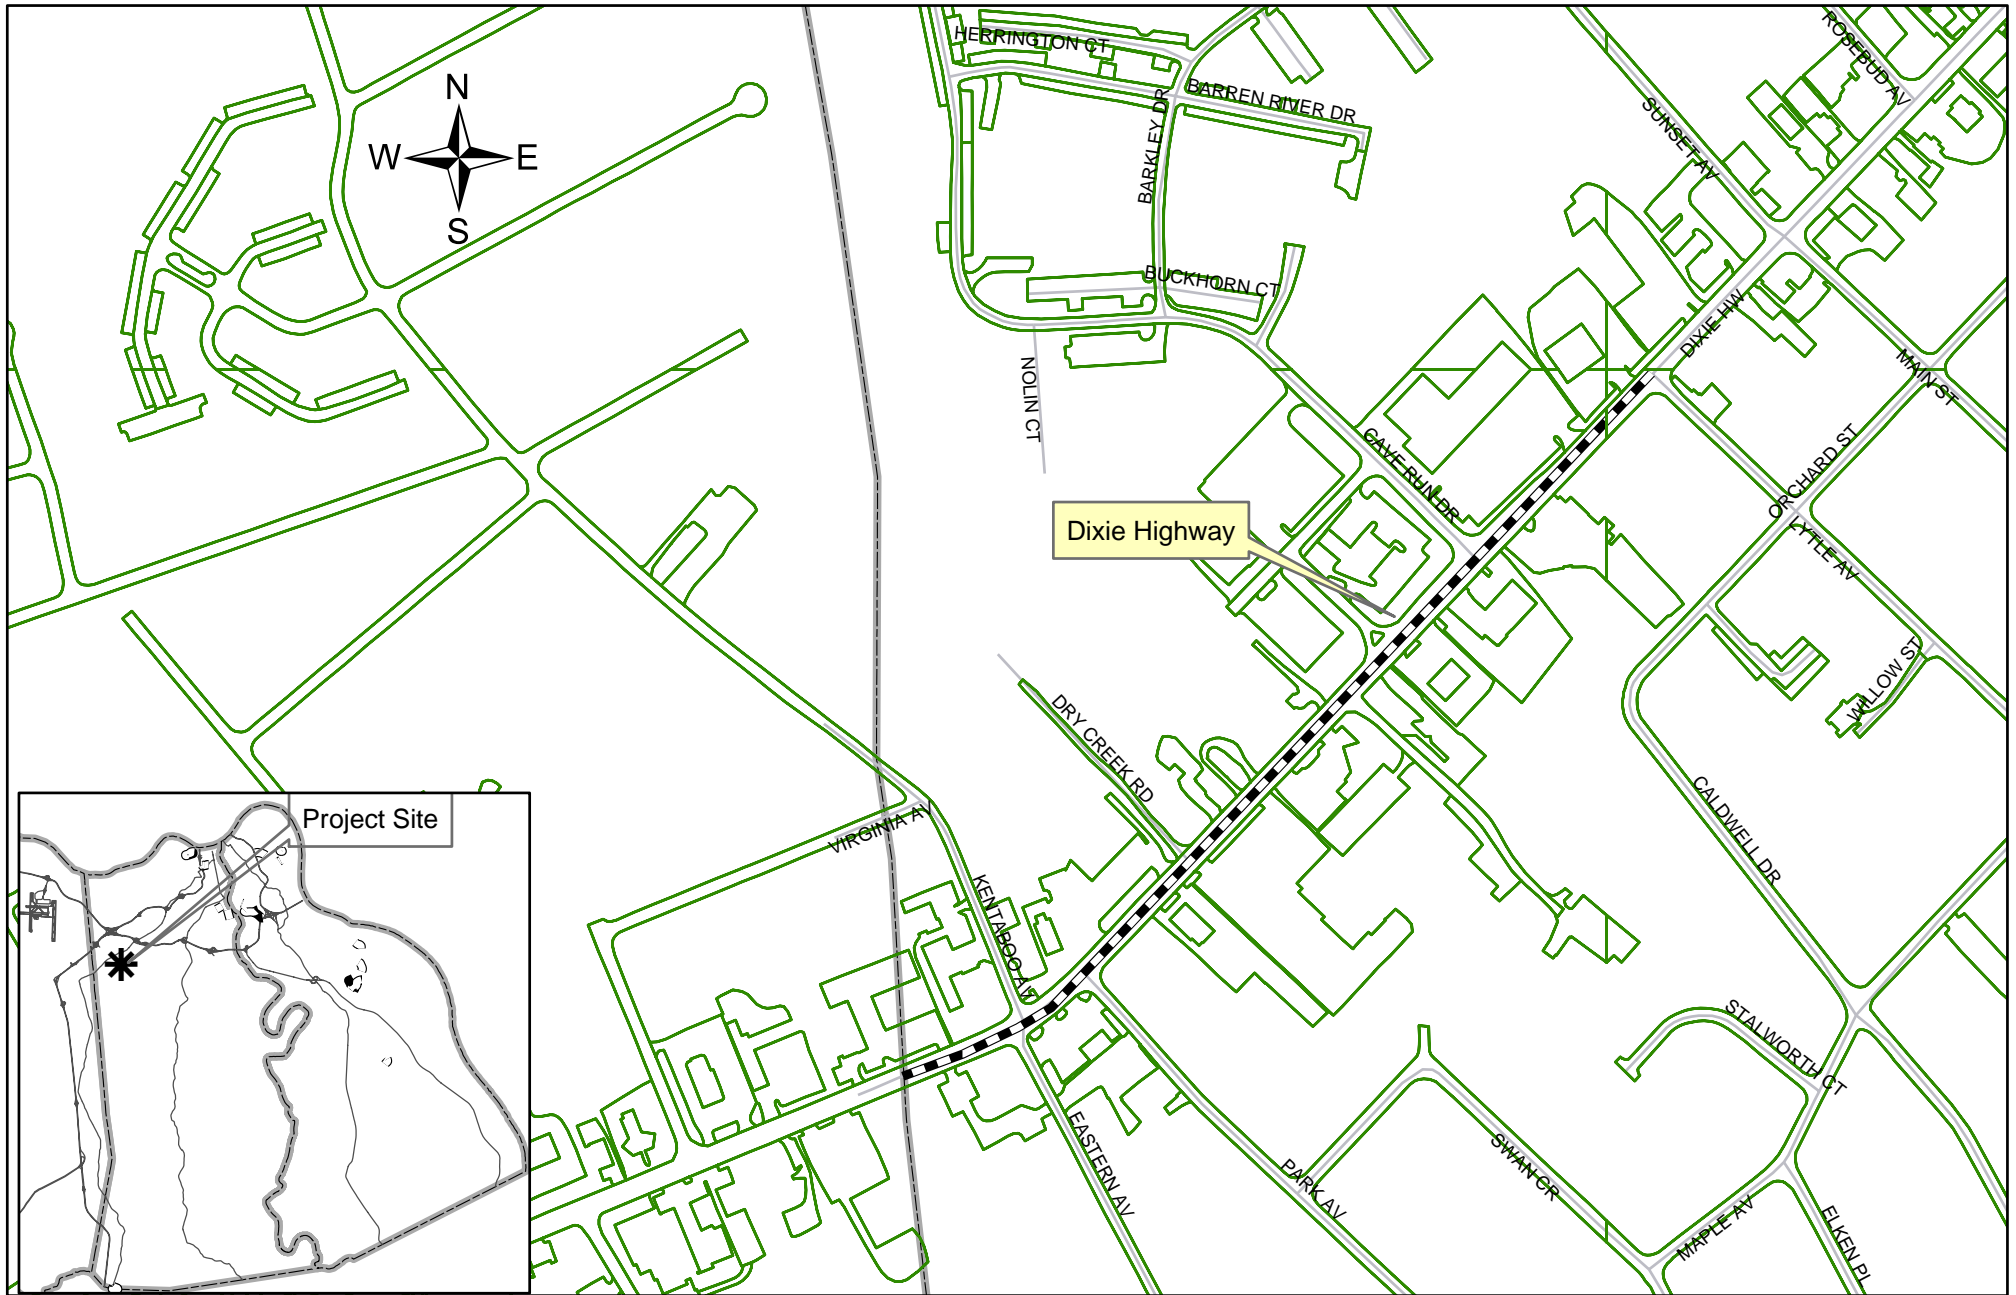 HERRINGTON CT
ROSEBUD AV
N
W E
S
BARREN RIVER DR
BARKLEY DR
SUNSET AV
BUCKHORN CT
DIXIE HW
NOLIN CT
MAIN ST
CAVE RUN DR
ORCHARD ST
Dixie Highway
O LYTLE AV
WILLOW ST
DRY CREEK RD
CALDWELL DR
Project Site
VIRGINIA AV
KENTABOO AV
STALWORTH CT
EASTERN AV
PARK AV
SWAN CR
MAPLE AV
ELKEN PL